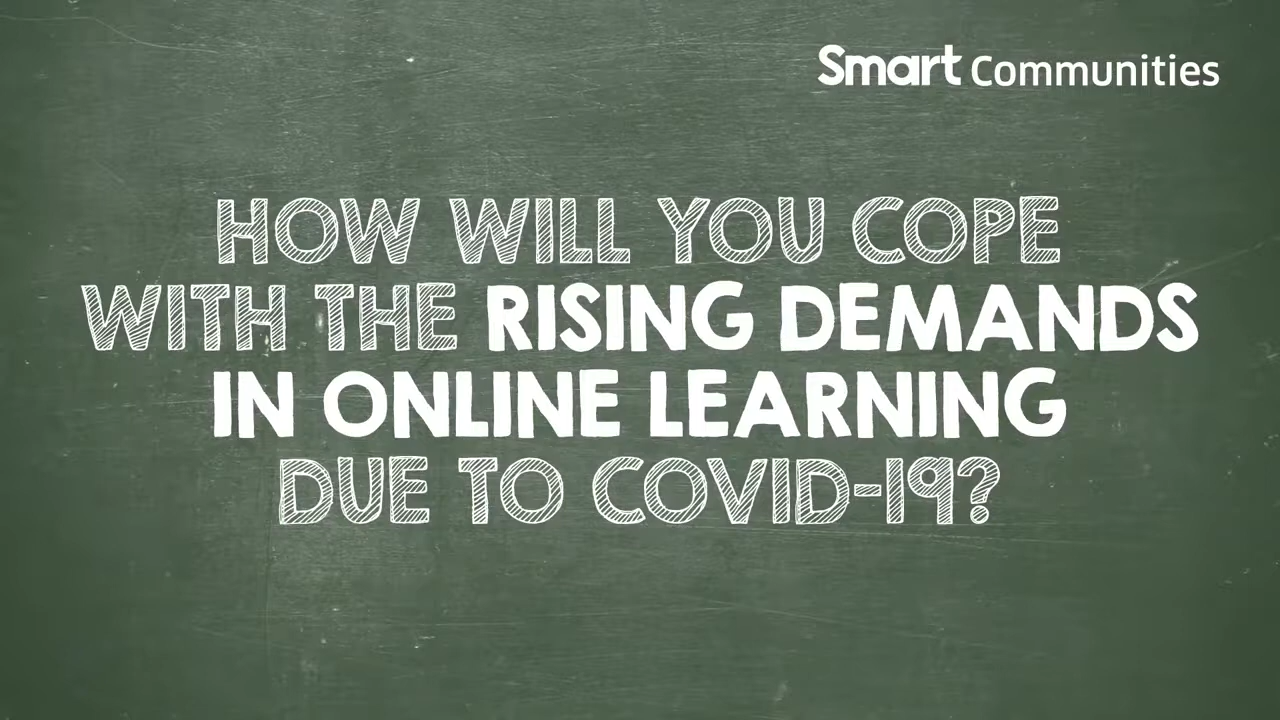 Smart Communities
HOW WILL YOU COPE
WITH THE RISING DEMANDS
IN ONLINE LEARNING
DUE TO COVID-19?